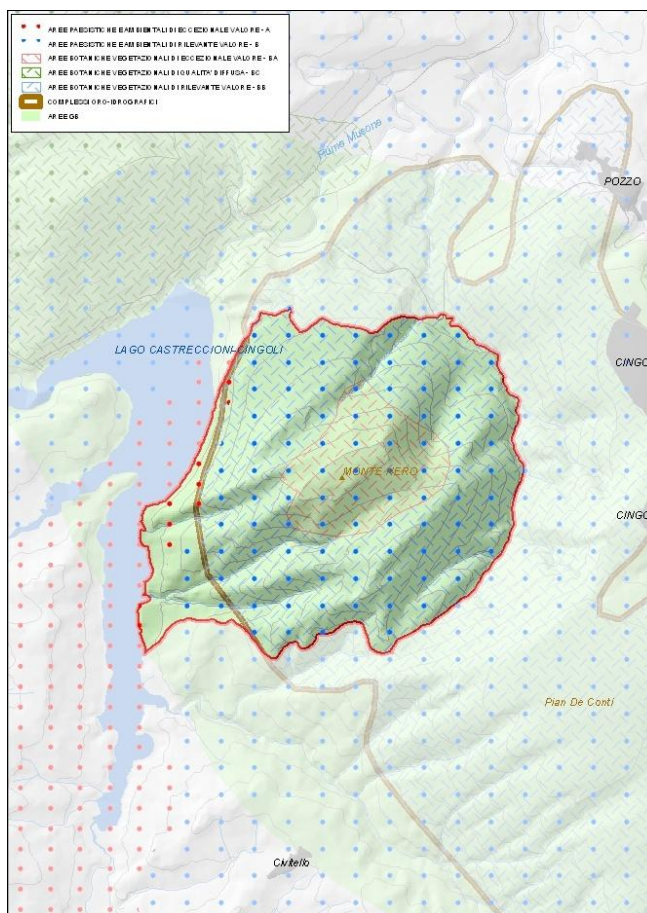 AREE PAESISTICHE E AMBIENTALI DI ECCEZIONALE VALORE - A
AREE PAESISTICHE E AMBIENTALI DI RILEVANTE VALORE - B
AREE BOTANICHE VEGETAZIONALI DI ECCEZIONALE VALORE - BA
AREE BOTANICHE VEGETAZIONALI DI QUALITA' DIFFUSA - BC
AREE BOTANICHE VEGETAZIONALI DI RILEVANTE VALORE - BB
COMPLESSI ORO-IDROGRAFICI
AREE GB
Fiume Musone
POZZO
LAGO CASTRECCIONI-CINGOLI
CINGO
MONTE NERO
CINGO
Pian De Conti
Civitello